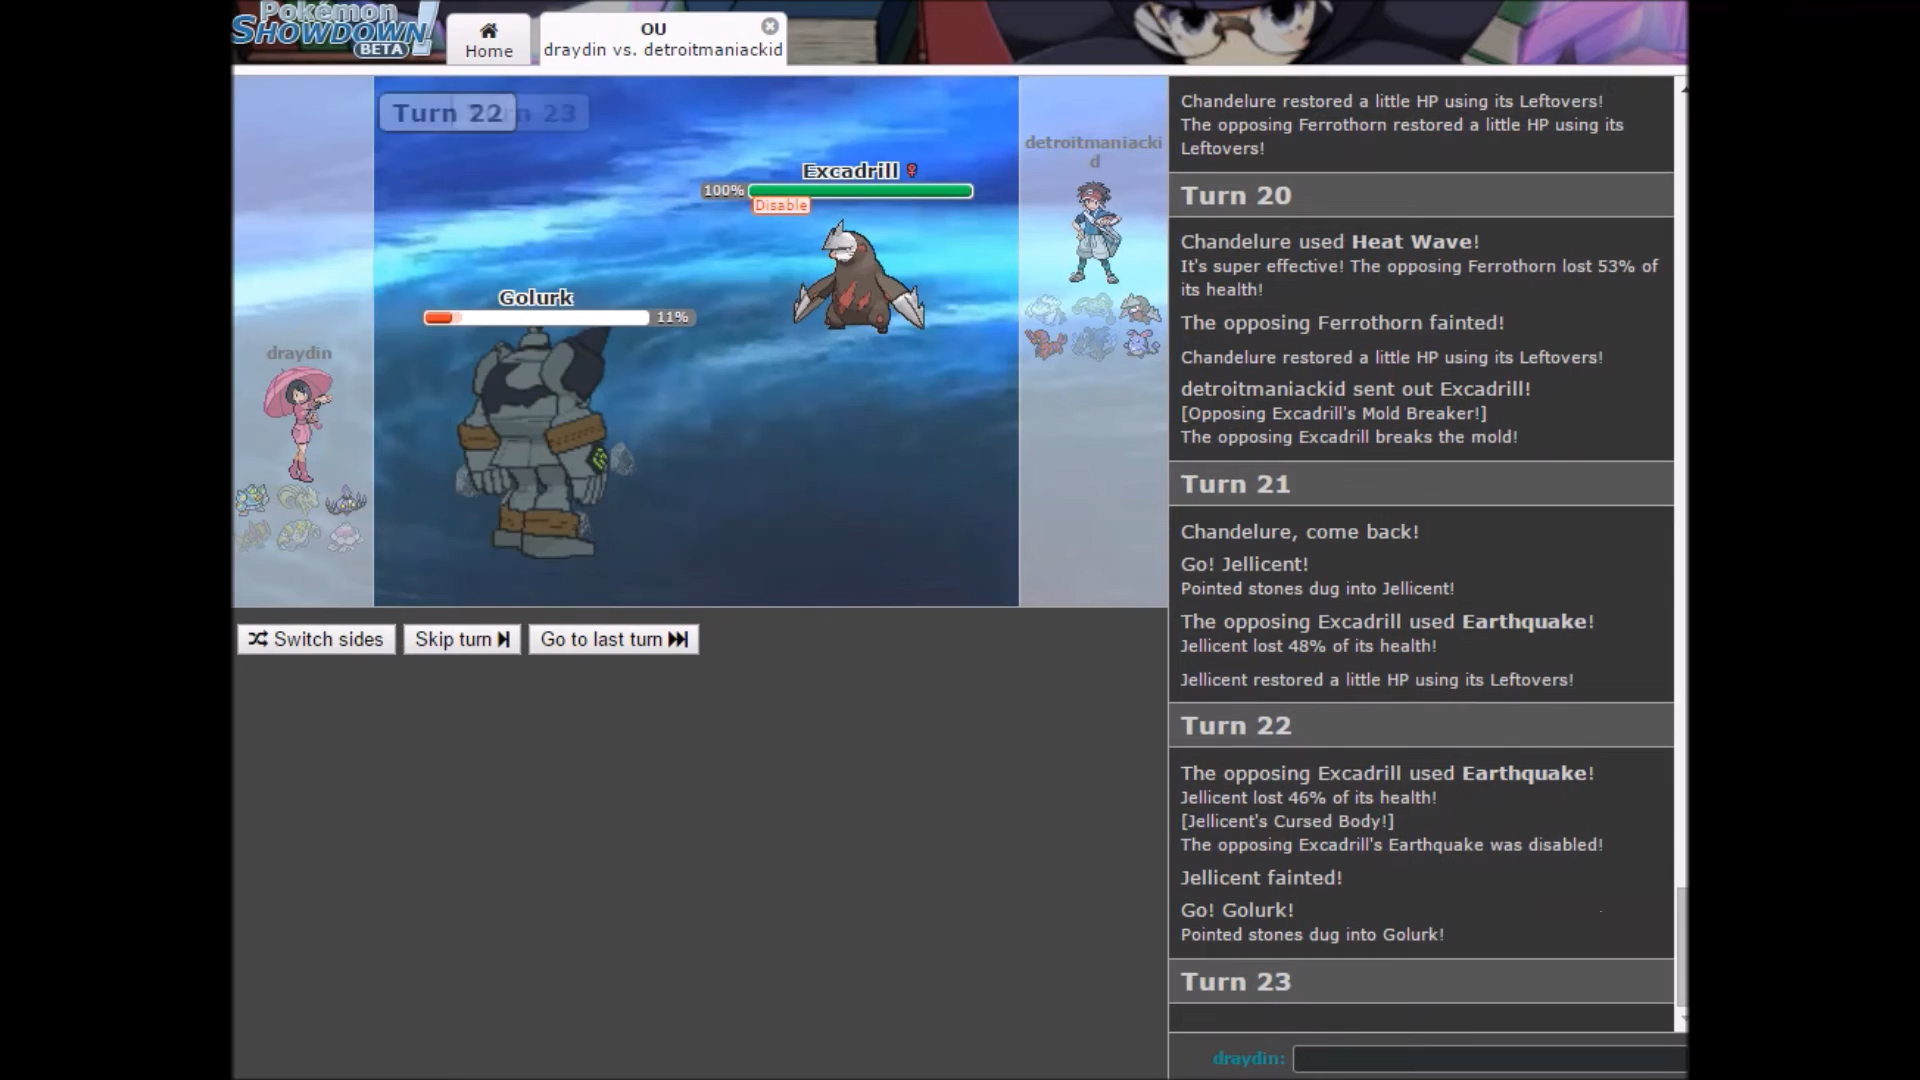 Pokémon
SHOWDOWN!
BETA
Home
OU
draydin vs. detroitmaniackid
Turn 22
n 23
Excadrill ♀
100%
Disable
Golurk
11%
draydin
detroitmaniacki
d
Switch sides
Skip turn
Go to last turn
Chandelure restored a little HP using its Leftovers!
The opposing Ferrothorn restored a little HP using its
Leftovers!
Turn 20
Chandelure used Heat Wave!
It's super effective! The opposing Ferrothorn lost 53% of
its health!
The opposing Ferrothorn fainted!
Chandelure restored a little HP using its Leftovers!
detroitmaniackid sent out Excadrill!
[Opposing Excadrill's Mold Breaker!]
The opposing Excadrill breaks the mold!
Turn 21
Chandelure, come back!
Go! Jellicent!
Pointed stones dug into Jellicent!
The opposing Excadrill used Earthquake!
Jellicent lost 48% of its health!
Jellicent restored a little HP using its Leftovers!
Turn 22
The opposing Excadrill used Earthquake!
Jellicent lost 46% of its health!
[Jellicent's Cursed Body!]
The opposing Excadrill's Earthquake was disabled!
Jellicent fainted!
Go! Golurk!
Pointed stones dug into Golurk!
Turn 23
draydin: